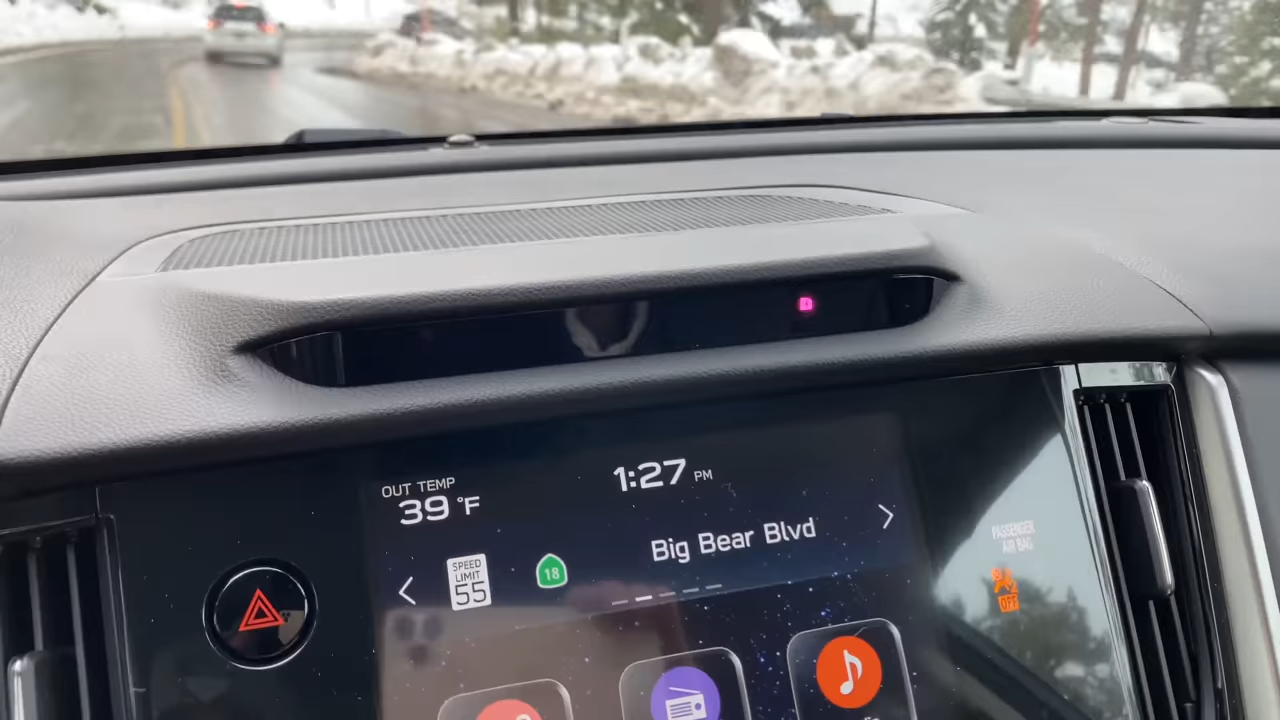 OUT TEMP
39 °F
1:27 PM
SPEED
LIMIT
55
18
Big Bear Blvd
PASSENGER
AIR BAG
OFF